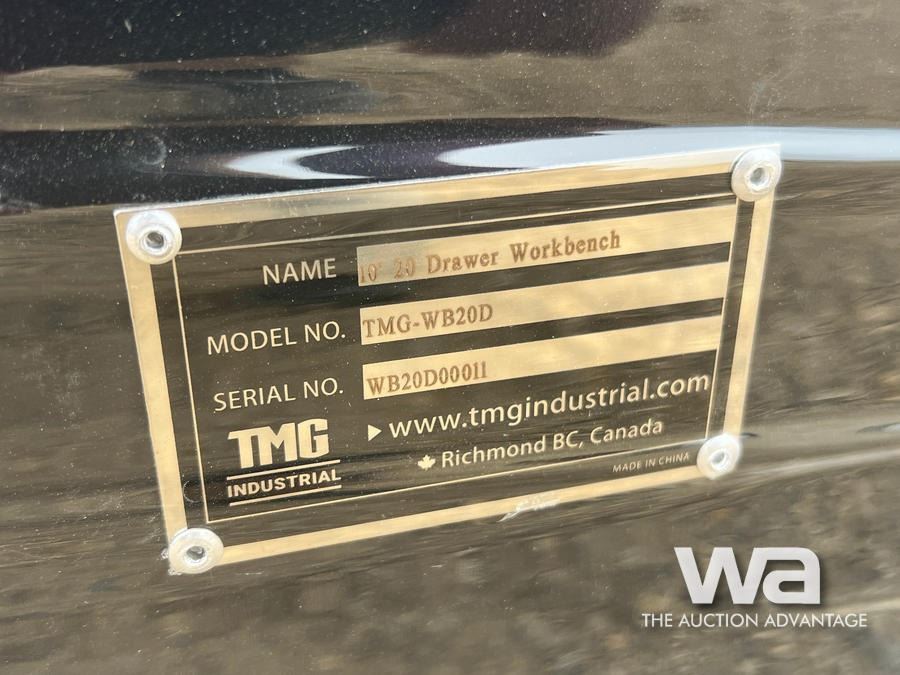 NAME 10' 20 Drawer Workbench
MODEL NO. TMG-WB20D
SERIAL NO. WB20D00011
TMG
INDUSTRIAL
www.tmgindustrial.com
Richmond BC, Canada
MADE IN CHINA
wa
THE AUCTION ADVANTAGE